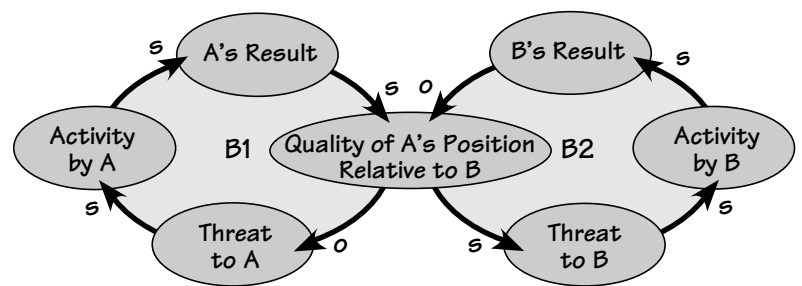 s
A's Result
B's Result
s
s
o
Activity
by A
B1
Quality of A's Position
Relative to B
B2
Activity
by B
s
Threat
to A
o
s
Threat
to B
s